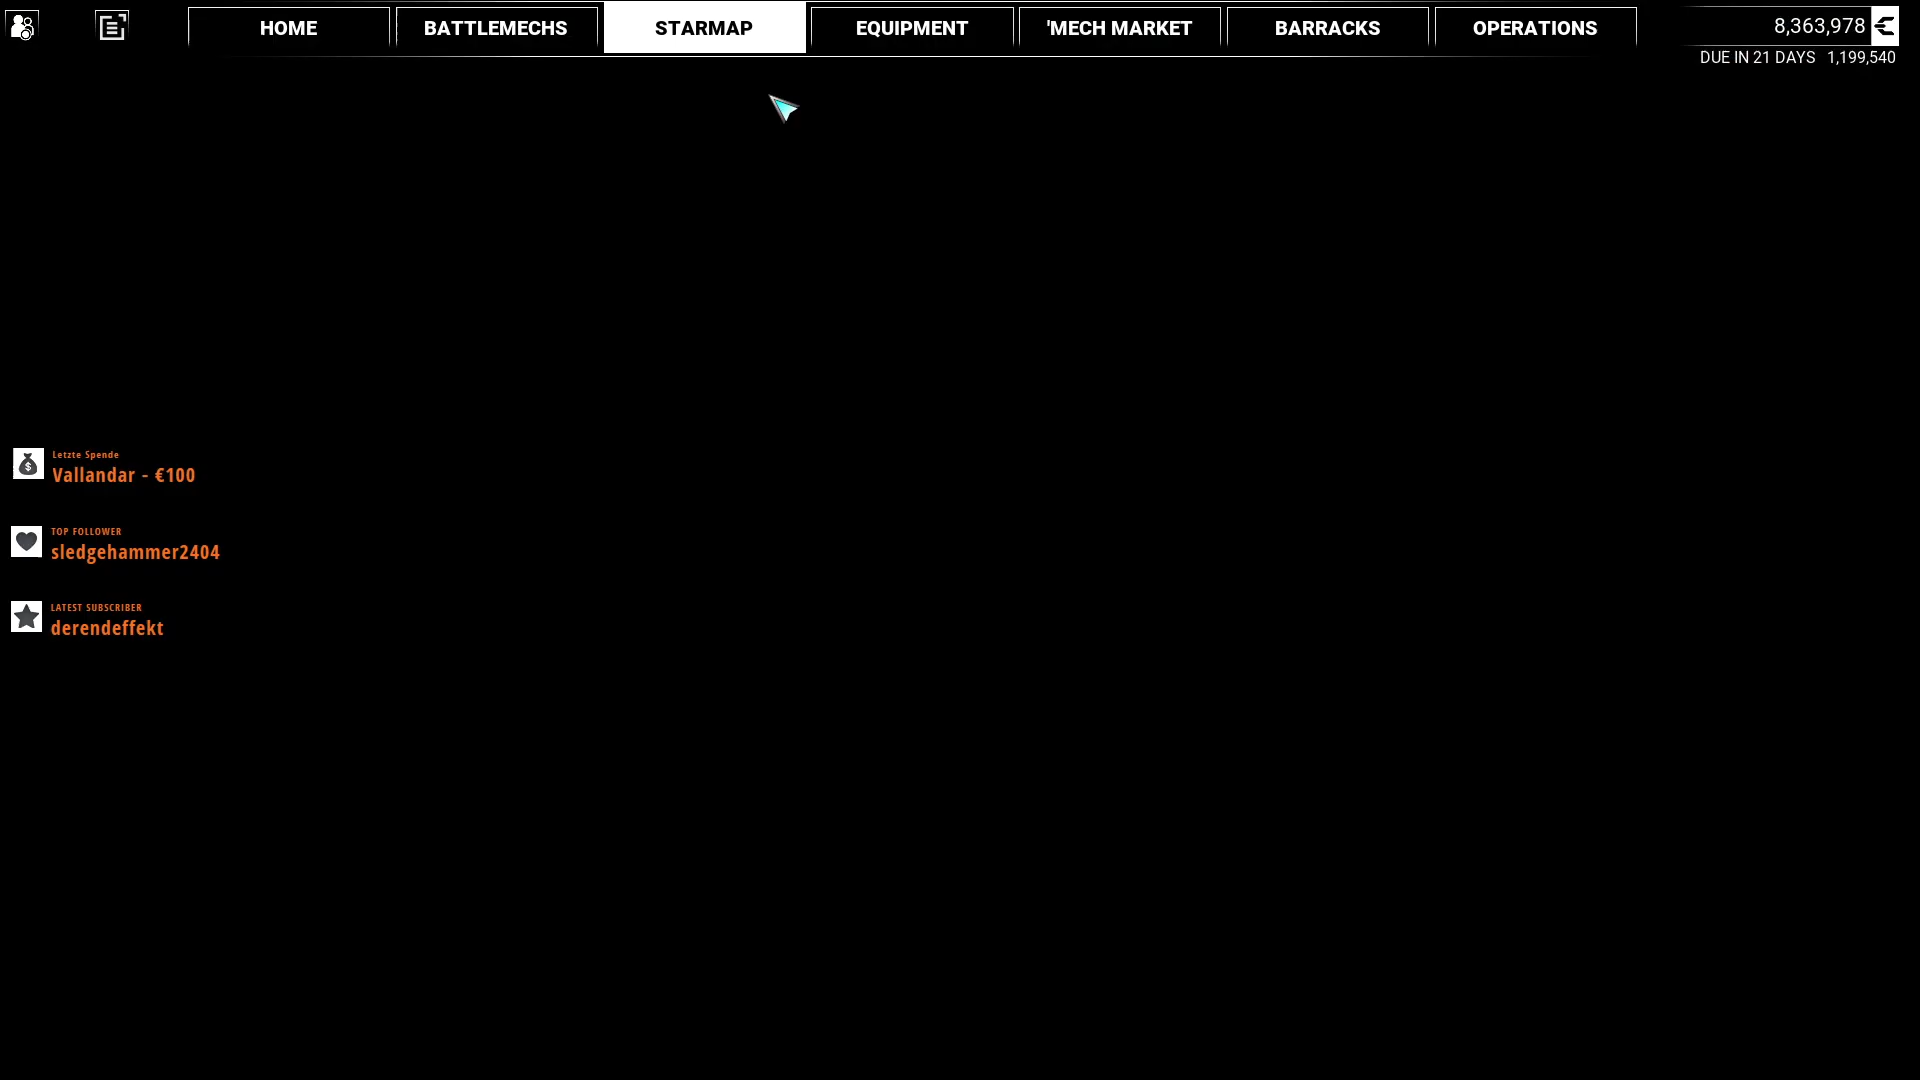 HOME
BATTLEMECHS
STARMAP
EQUIPMENT
'MECH MARKET
BARRACKS
OPERATIONS
8,363,978
DUE IN 21 DAYS 1,199,540
Letzte Spende
Vallandar - €100
TOP FOLLOWER
sledgehammer2404
LATEST SUBSCRIBER
derendeffekt